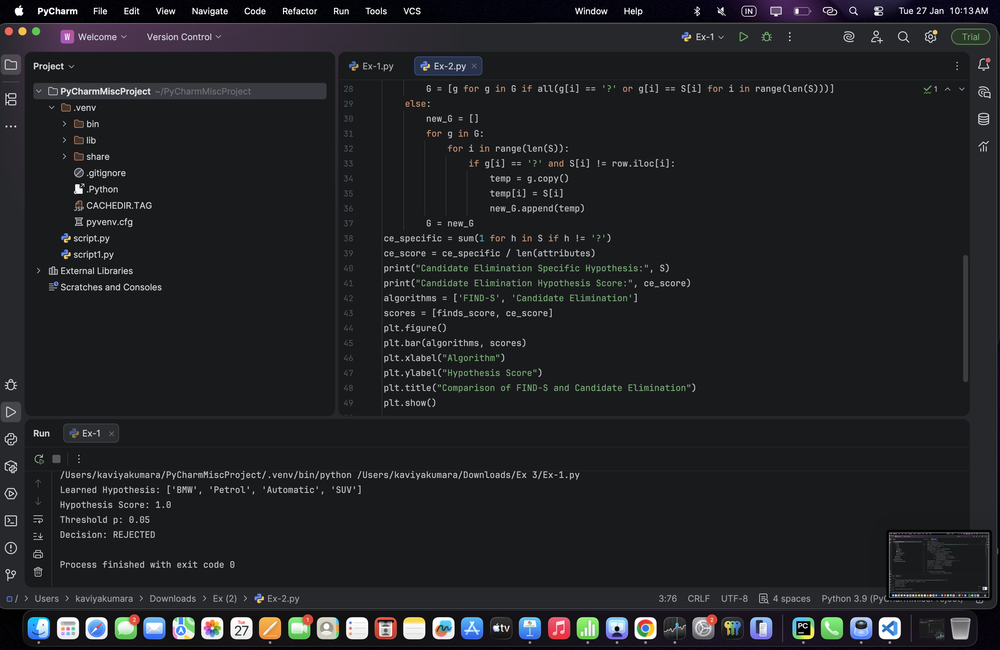 PyCharm File Edit View Navigate Code Refactor Run Tools VCS Window Help IN Tue 27 Jan 10:13 AM
W Welcome Version Control Ex-1 Trial
Project
PyCharmMiscProject ~/PyCharmMiscProject
.venv
bin
lib
share
.gitignore
.Python
JSP CACHEDIR.TAG
pyvenv.cfg
script.py
script1.py
External Libraries
Scratches and Consoles
Ex-1.py Ex-2.py
1
28 G = [g for g in G if all(g[i] == '?' or g[i] == S[i] for i in range(len(S)))]
29 else:
30 new_G = []
31 for g in G:
32 for i in range(len(S)):
33 if g[i] == '?' and S[i] != row.iloc[i]:
34 temp = g.copy()
35 temp[i] = S[i]
36 new_G.append(temp)
37 G = new_G
38 ce_specific = sum(1 for h in S if h != '?')
39 ce_score = ce_specific / len(attributes)
40 print("Candidate Elimination Specific Hypothesis:", S)
41 print("Candidate Elimination Hypothesis Score:", ce_score)
42 algorithms = ['FIND-S', 'Candidate Elimination']
43 scores = [finds_score, ce_score]
44 plt.figure()
45 plt.bar(algorithms, scores)
46 plt.xlabel("Algorithm")
47 plt.ylabel("Hypothesis Score")
48 plt.title("Comparison of FIND-S and Candidate Elimination")
49 plt.show()
Run Ex-1
/Users/kaviyakumara/PyCharmMiscProject/.venv/bin/python /Users/kaviyakumara/Downloads/Ex 3/Ex-1.py
Learned Hypothesis: ['BMW', 'Petrol', 'Automatic', 'SUV']
Hypothesis Score: 1.0
Threshold p: 0.05
Decision: REJECTED
Process finished with exit code 0
/ > Users > kaviyakumara > Downloads > Ex (2) > Ex-2.py 3:76 CRLF UTF-8 4 spaces Python 3.9 (PyCharmMiscProject)
2 Tue 27 1 tv 2 PC